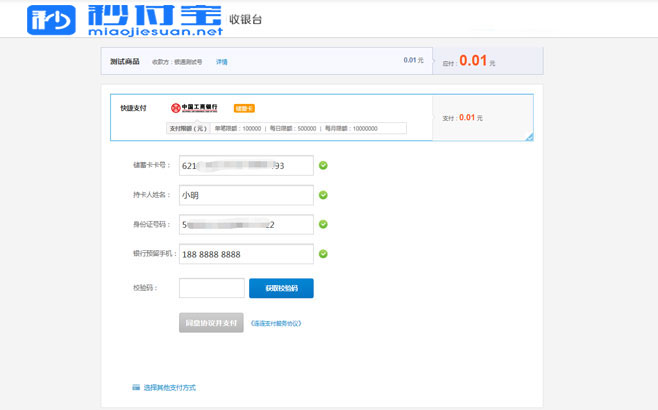 秒付宝 收银台
miaojiesuan.net
测试商品 收款方：银通测试号 详情 0.01 元 应付：0.01 元
快捷支付 中国工商银行 储蓄卡 支付：0.01 元
支付限额（元） 单笔限额：100000 | 每日限额：500000 | 每月限额：10000000
储蓄卡卡号： 621 93
持卡人姓名： 小明
身份证号码： 5 2
银行预留手机： 188 8888 8888
校验码： 获取校验码
同意协议并支付 《连连支付服务协议》
选择其他支付方式